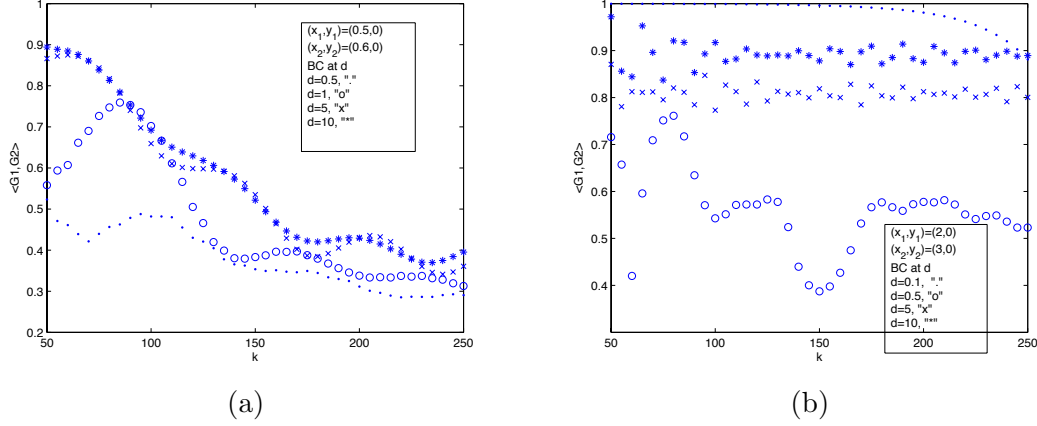 1
0.9
0.8
0.7
0.6
0.5
0.4
0.3
0.2
<G1,G2>
(x1,y1)=(0.5,0)
(x2,y2)=(0.6,0)
BC at d
d=0.5, "."
d=1, "o"
d=5, "x"
d=10, "*"
50 100 150 200 250
k
(a)
1
0.9
0.8
0.7
0.6
0.5
0.4
<G1,G2>
(x1,y1)=(2,0)
(x2,y2)=(3,0)
BC at d
d=0.1, "."
d=0.5, "o"
d=5, "x"
d=10, "*"
50 100 150 200 250
k
(b)